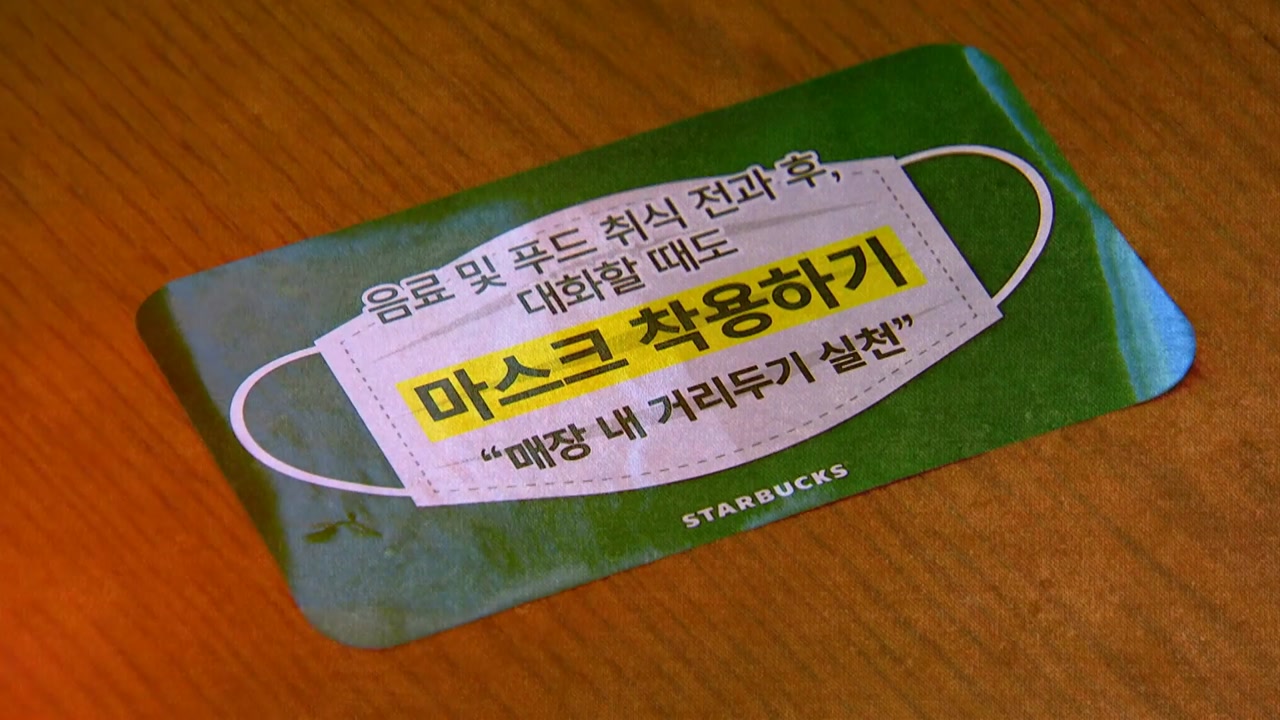 음료 및 푸드 취식 전과 후,
대화할 때도
마스크 착용하기
“매장 내 거리두기 실천”
STARBUCKS